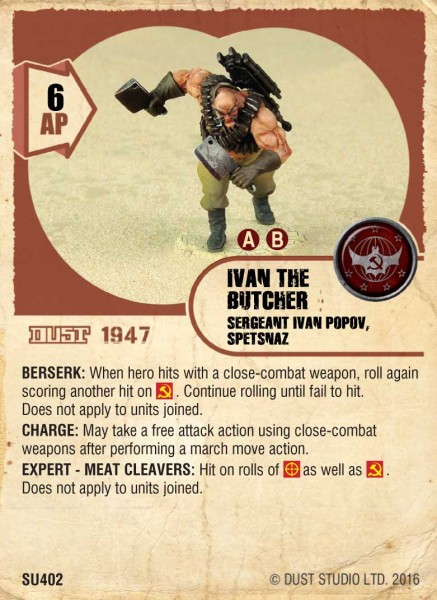 6
AP
A B
IVAN THE
BUTCHER
SERGEANT IVAN POPOV,
SPETSNAZ
DUST 1947
BERSERK: When hero hits with a close-combat weapon, roll again
scoring another hit on . Continue rolling until fail to hit.
Does not apply to units joined.
CHARGE: May take a free attack action using close-combat
weapons after performing a march move action.
EXPERT - MEAT CLEAVERS: Hit on rolls of as well as .
Does not apply to units joined.
SU402
© DUST STUDIO LTD. 2016